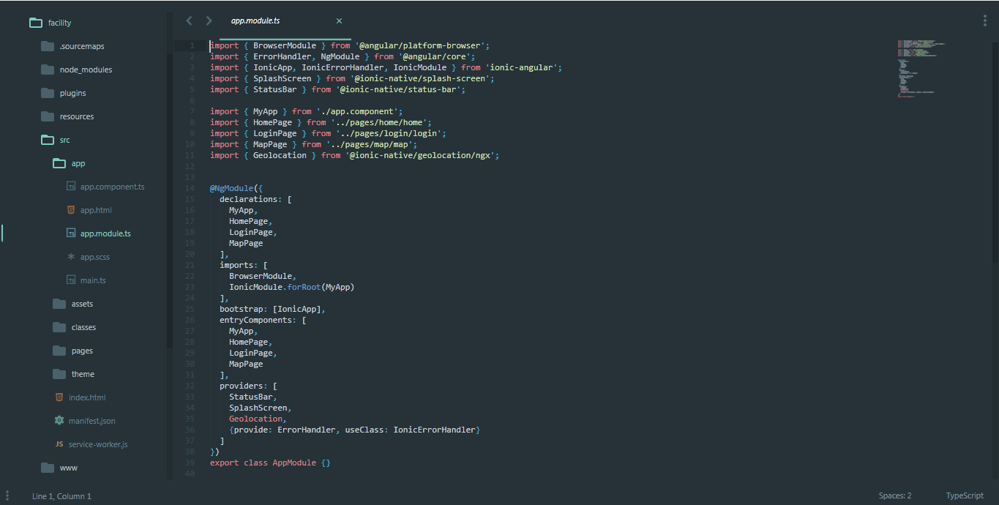 facility
.sourcemaps
node_modules
plugins
resources
src
app
TS app.component.ts
app.html
TS app.module.ts
app.scss
TS main.ts
assets
classes
pages
theme
index.html
manifest.json
JS service-worker.js
www
app.module.ts
1 import { BrowserModule } from '@angular/platform-browser';
2 import { ErrorHandler, NgModule } from '@angular/core';
3 import { IonicApp, IonicErrorHandler, IonicModule } from 'ionic-angular';
4 import { SplashScreen } from '@ionic-native/splash-screen';
5 import { StatusBar } from '@ionic-native/status-bar';
6
7 import { MyApp } from './app.component';
8 import { HomePage } from '../pages/home/home';
9 import { LoginPage } from '../pages/login/login';
10 import { MapPage } from '../pages/map/map';
11 import { Geolocation } from '@ionic-native/geolocation/ngx';
12
13
14 @NgModule({
15   declarations: [
16     MyApp,
17     HomePage,
18     LoginPage,
19     MapPage
20   ],
21   imports: [
22     BrowserModule,
23     IonicModule.forRoot(MyApp)
24   ],
25   bootstrap: [IonicApp],
26   entryComponents: [
27     MyApp,
28     HomePage,
29     LoginPage,
30     MapPage
31   ],
32   providers: [
33     StatusBar,
34     SplashScreen,
35     Geolocation,
36     {provide: ErrorHandler, useClass: IonicErrorHandler}
37   ]
38 })
39 export class AppModule {}
40
Line 1, Column 1
Spaces: 2
TypeScript